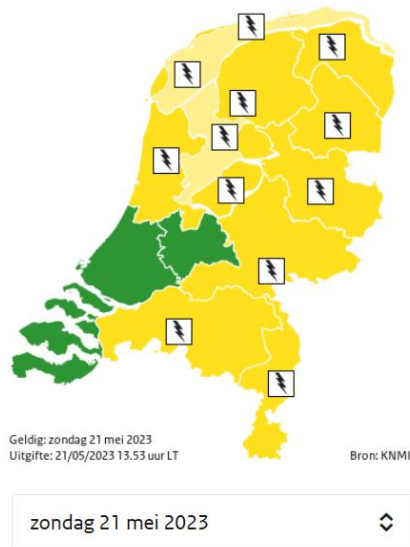 Geldig: zondag 21 mei 2023
Uitgifte: 21/05/2023 13.53 uur LT
Bron: KNMI
zondag 21 mei 2023